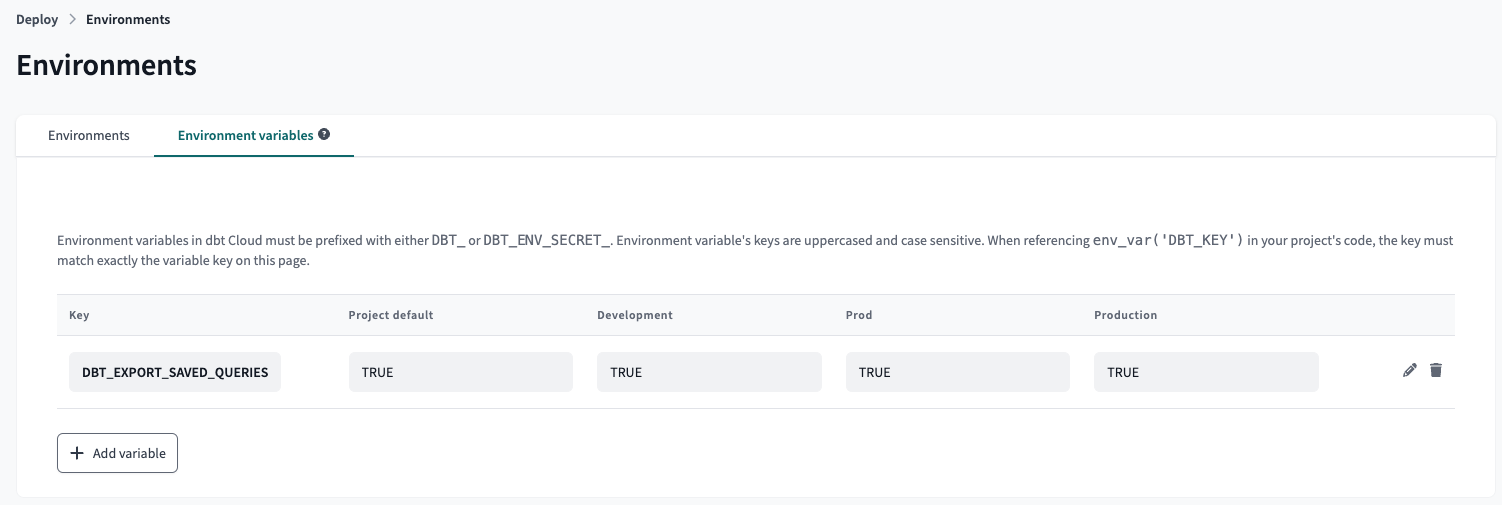 Deploy > Environments
Environments
Environments Environment variables ?
Environment variables in dbt Cloud must be prefixed with either DBT_ or DBT_ENV_SECRET_. Environment variable's keys are uppercased and case sensitive. When referencing env_var('DBT_KEY') in your project's code, the key must
match exactly the variable key on this page.
Key Project default Development Prod Production
DBT_EXPORT_SAVED_QUERIES TRUE TRUE TRUE TRUE
+ Add variable